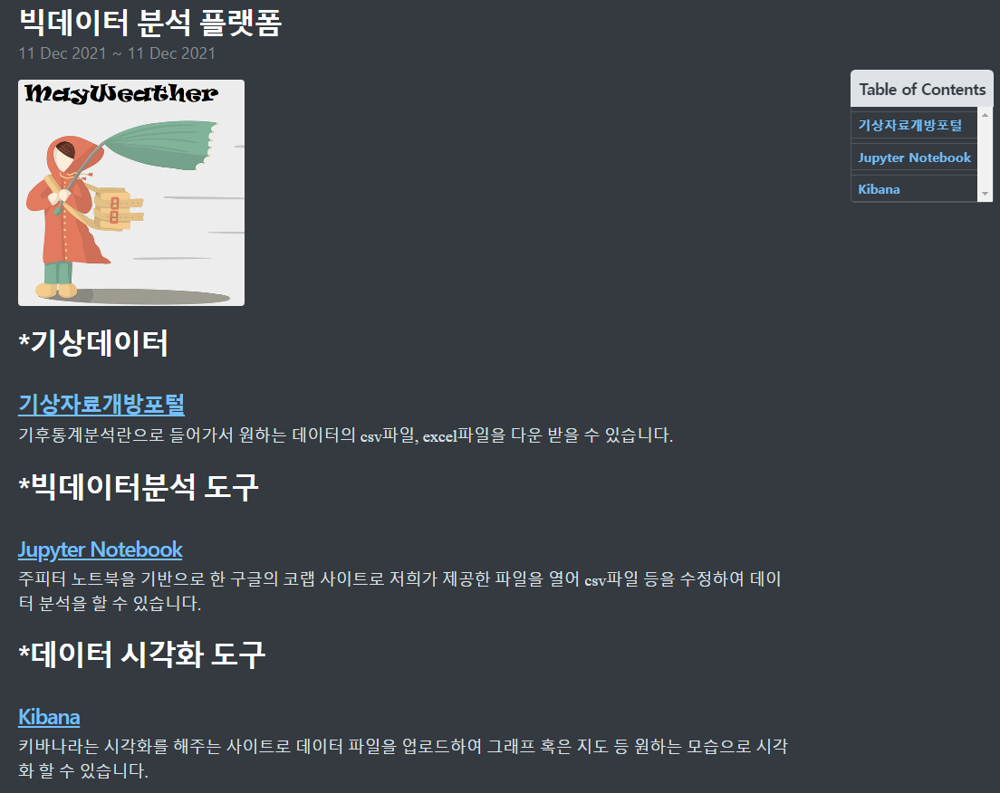 빅데이터 분석 플랫폼
11 Dec 2021 ~ 11 Dec 2021
MayWeather
Table of Contents
기상자료개방포털
Jupyter Notebook
Kibana
*기상데이터
기상자료개방포털
기후통계분석란으로 들어가서 원하는 데이터의 csv파일, excel파일을 다운 받을 수 있습니다.
*빅데이터분석 도구
Jupyter Notebook
주피터 노트북을 기반으로 한 구글의 코랩 사이트로 저희가 제공한 파일을 열어 csv파일 등을 수정하여 데이
터 분석을 할 수 있습니다.
*데이터 시각화 도구
Kibana
키바나라는 시각화를 해주는 사이트로 데이터 파일을 업로드하여 그래프 혹은 지도 등 원하는 모습으로 시각
화 할 수 있습니다.